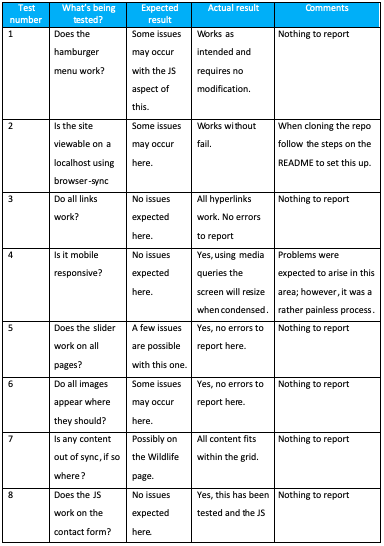 Test number
What's being tested?
Expected result
Actual result
Comments
1
Does the
hamburger
menu work?
Some issues
may occur
with the JS
aspect of
this.
Works as
intended and
requires no
modification.
Nothing to report
2
Is the site
viewable on a
localhost using
browser-sync
Some issues
may occur
here.
Works without
fail.
When cloning the repo
follow the steps on the
README to set this up.
3
Do all links
work?
No issues
expected
here.
All hyperlinks
work. No errors
to report
Nothing to report
4
Is it mobile
responsive?
No issues
expected
here.
Yes, using media
queries the
screen will resize
when condensed.
Problems were
expected to arise in this
area; however, it was a
rather painless process.
5
Does the slider
work on all
pages?
A few issues
are possible
with this one.
Yes, no errors to
report here.
Nothing to report
6
Do all images
appear where
they should?
Some issues
may occur
here.
Yes, no errors to
report here.
Nothing to report
7
Is any content
out of sync, if so
where?
Possibly on
the Wildlife
page.
All content fits
within the grid.
Nothing to report
8
Does the JS
work on the
contact form?
No issues
expected
here.
Yes, this has been
tested and the JS
Nothing to report